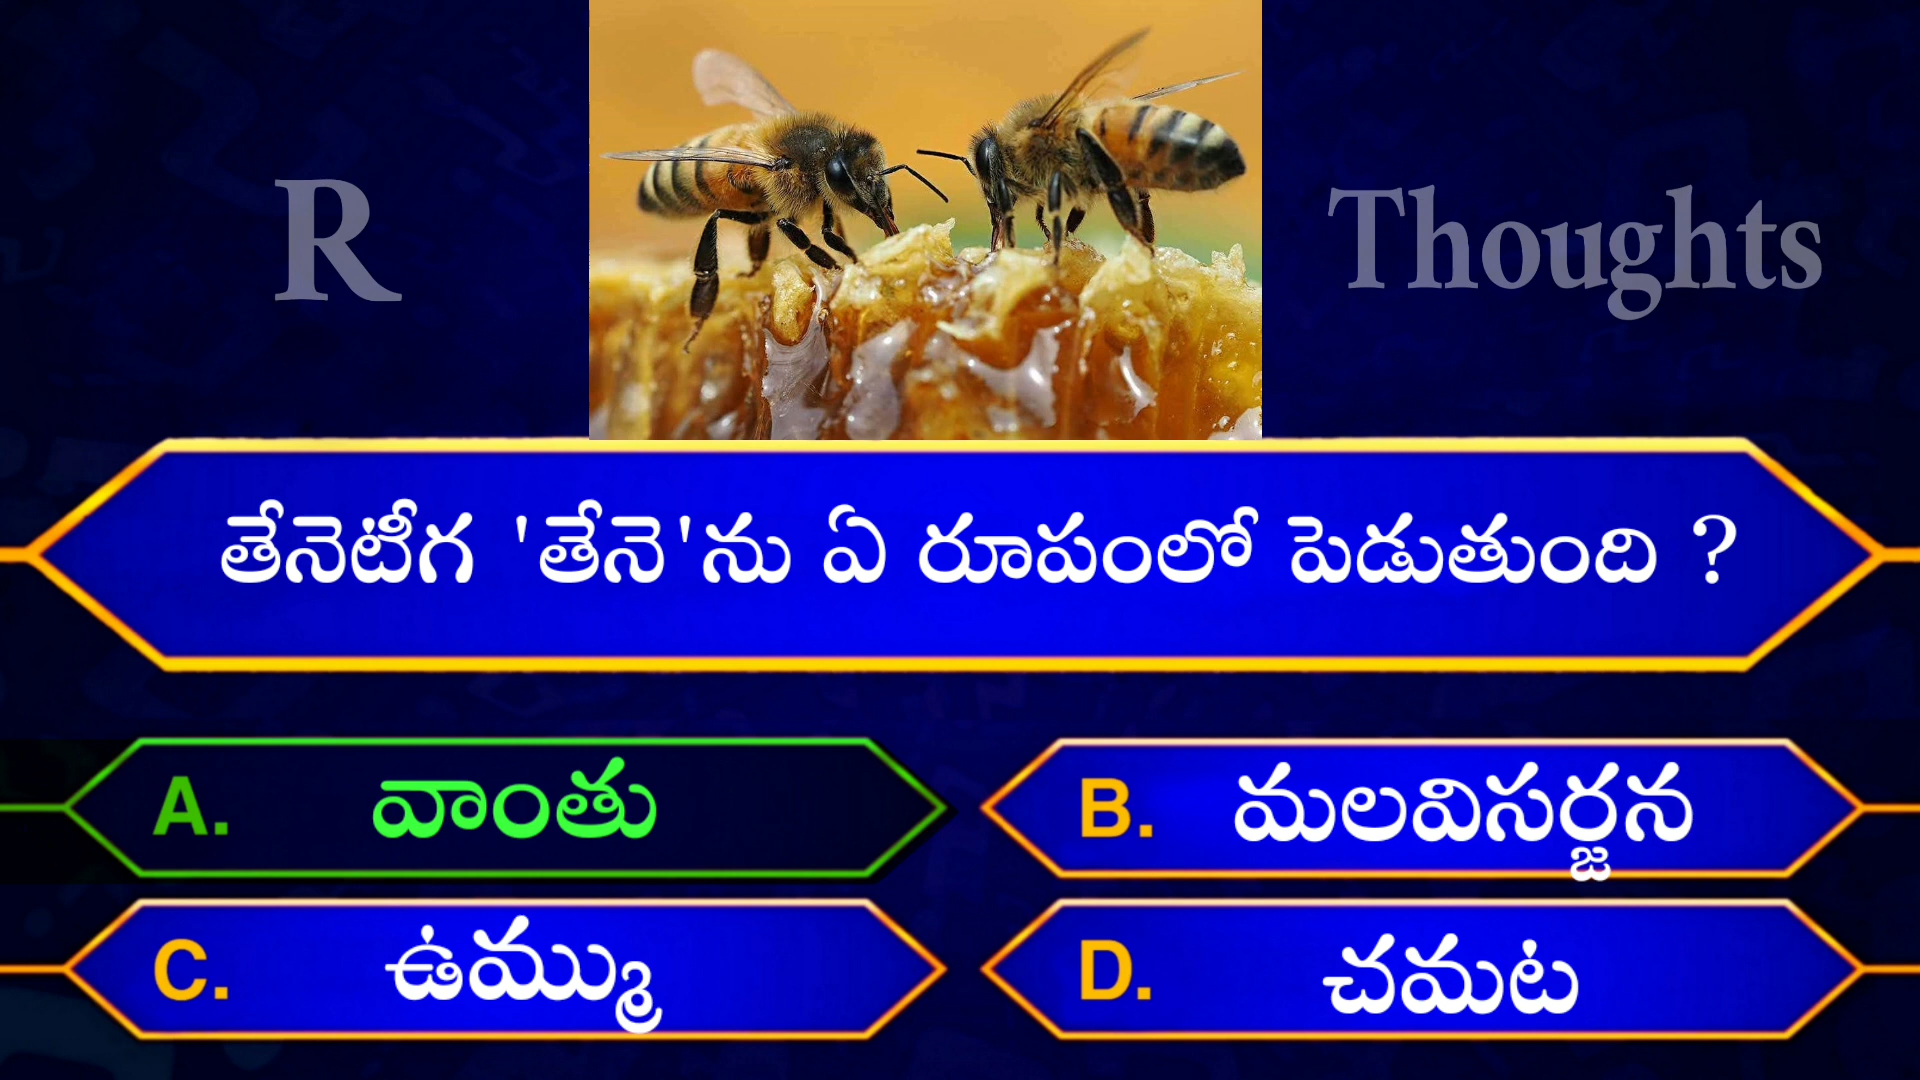 R Thoughts
తేనెటీగ 'తేనె'ను ఏ రూపంలో పెడుతుంది ?
A. వాంతు
B. మలవిసర్జన
C. ఉమ్ము
D. చమట